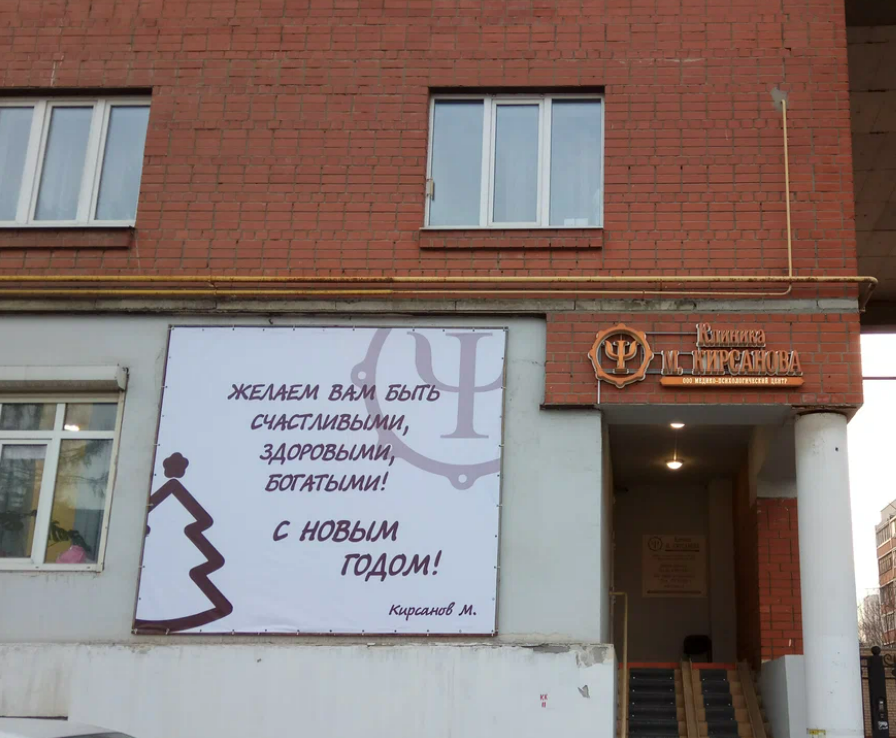 ЖЕЛАЕМ ВАМ БЫТЬ
СЧАСТЛИВЫМИ,
ЗДОРОВЫМИ,
БОГАТЫМИ!
С НОВЫМ
ГОДОМ!
Кирсанов М.
Ψ
Ψ
Клиника
М. КИРСАНОВА
ООО МЕДИКО-ПСИХОЛОГИЧЕСКИЙ ЦЕНТР